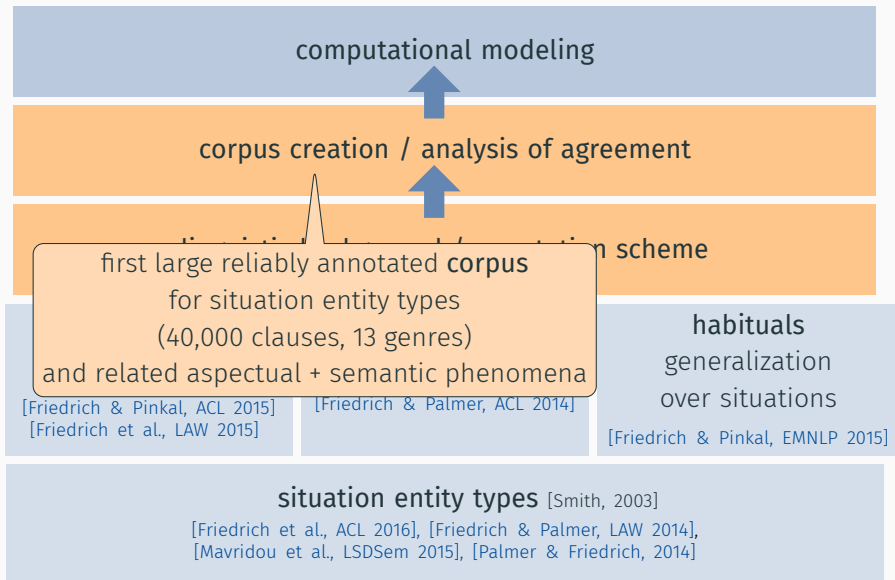 computational modeling
corpus creation / analysis of agreement
scheme
first large reliably annotated corpus
for situation entity types
(40,000 clauses, 13 genres)
and related aspectual + semantic phenomena
[Friedrich & Pinkal, ACL 2015]
[Friedrich et al., LAW 2015]
[Friedrich & Palmer, ACL 2014]
habituals
generalization
over situations
[Friedrich & Pinkal, EMNLP 2015]
situation entity types [Smith, 2003]
[Friedrich et al., ACL 2016], [Friedrich & Palmer, LAW 2014],
[Mavridou et al., LSDSem 2015], [Palmer & Friedrich, 2014]